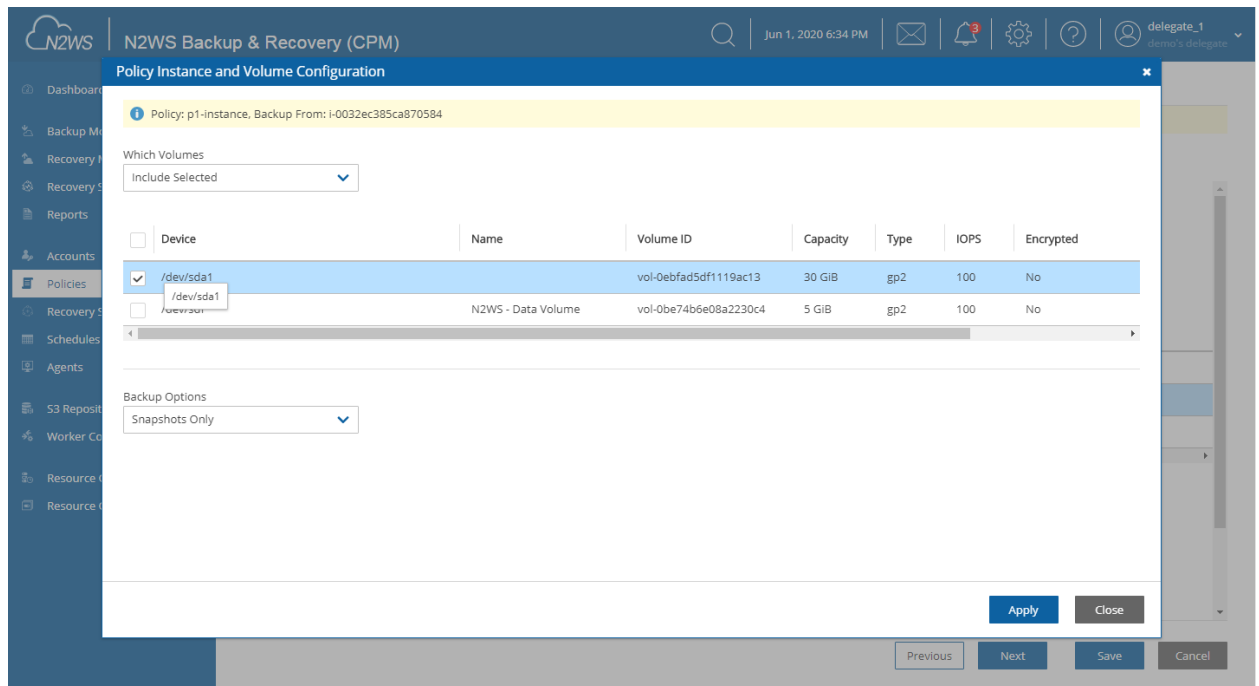 N2WS
N2WS Backup & Recovery (CPM)
Jun 1, 2020 6:34 PM
3
delegate_1
demo's delegate
Policy Instance and Volume Configuration
Dashboard
Policy: p1-instance, Backup From: i-0032ec385ca870584
Backup Mo
Recovery M
Which Volumes
Include Selected
Recovery S
Reports
Device Name Volume ID Capacity Type IOPS Encrypted
Accounts
/dev/sda1 vol-0ebfad5df1119ac13 30 GiB gp2 100 No
Policies
/dev/sda1
Recovery S
N2WS - Data Volume vol-0be74b6e08a2230c4 5 GiB gp2 100 No
Schedules
Agents
Backup Options
S3 Reposit
Snapshots Only
Worker Co
Resource
Resource
Apply Close
Previous Next Save Cancel